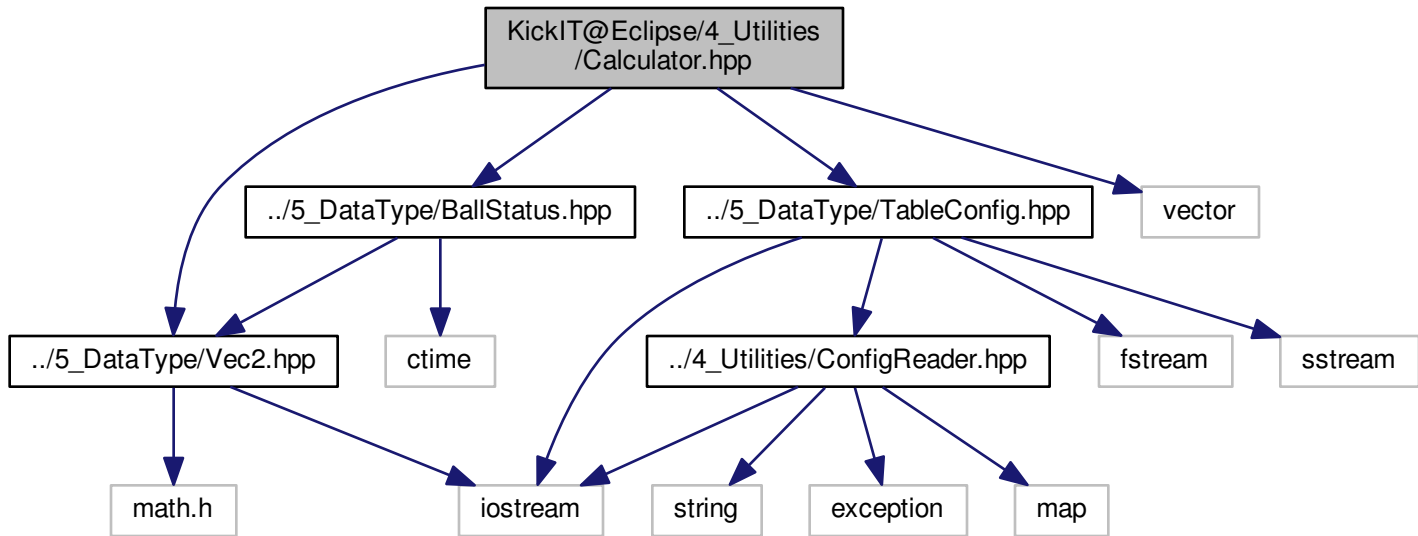 KickIT@Eclipse/4_Utilities
/Calculator.hpp
../5_DataType/BallStatus.hpp
../5_DataType/TableConfig.hpp
vector
../5_DataType/Vec2.hpp
ctime
../4_Utilities/ConfigReader.hpp
fstream
sstream
math.h
iostream
string
exception
map